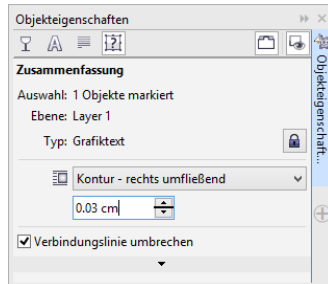 Objekteigenschaften
Zusammenfassung
Auswahl: 1 Objekte markiert
Ebene: Layer 1
Typ: Grafiktext
Kontur - rechts umfließend
0.03 cm
Verbindungslinie umbrechen
Objekteigenschaft...